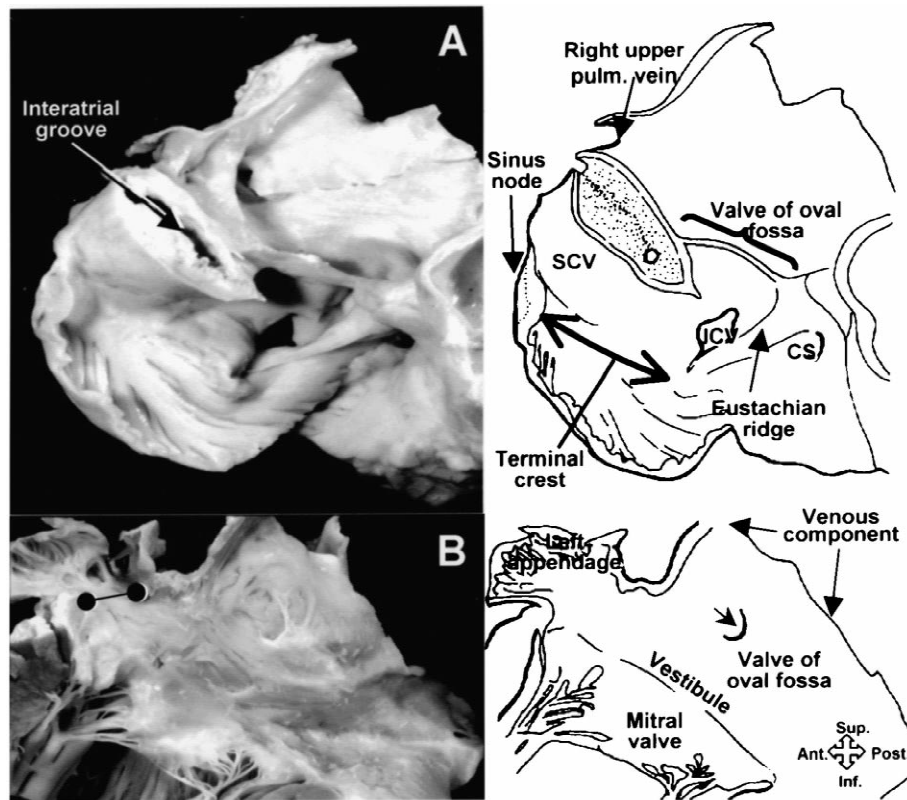 A
Interatrial
groove
Right upper
pulm. vein
Sinus
node
Valve of oval
fossa
SCV
ICV
CS
Eustachian
ridge
Terminal
crest
B
Left
appendage
Venous
component
Valve of
oval fossa
Vestibule
Mitral
valve
Sup.
Ant.
Post.
Inf.